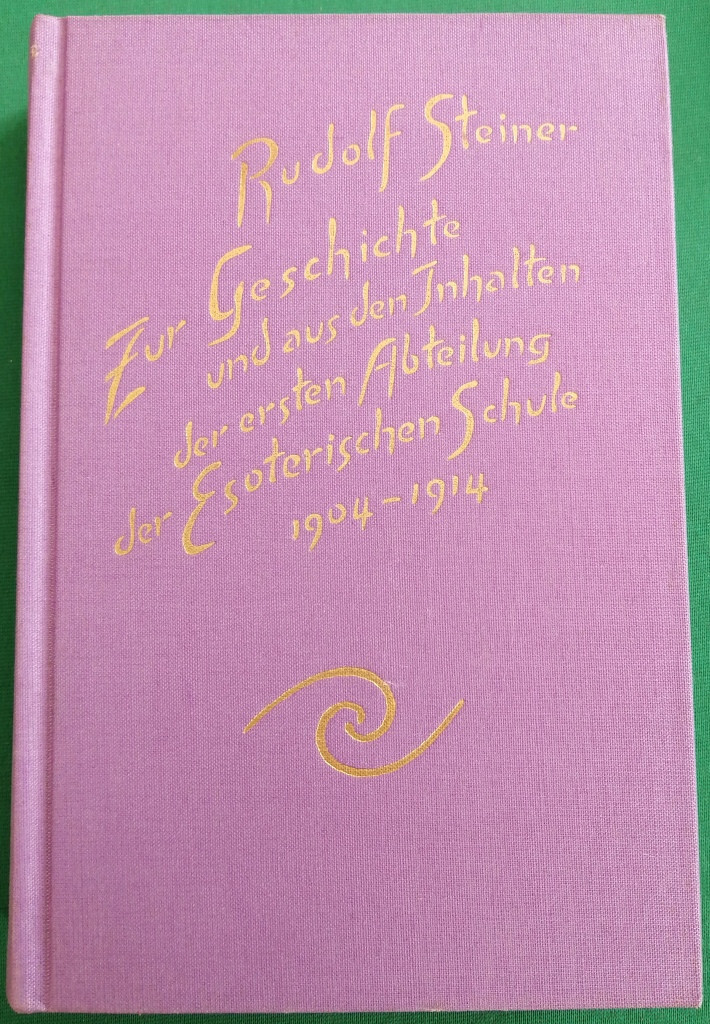 Rudolf Steiner
Zur Geschichte
und aus den Inhalten
der ersten Abteilung
der Esoterischen Schule
1904-1914